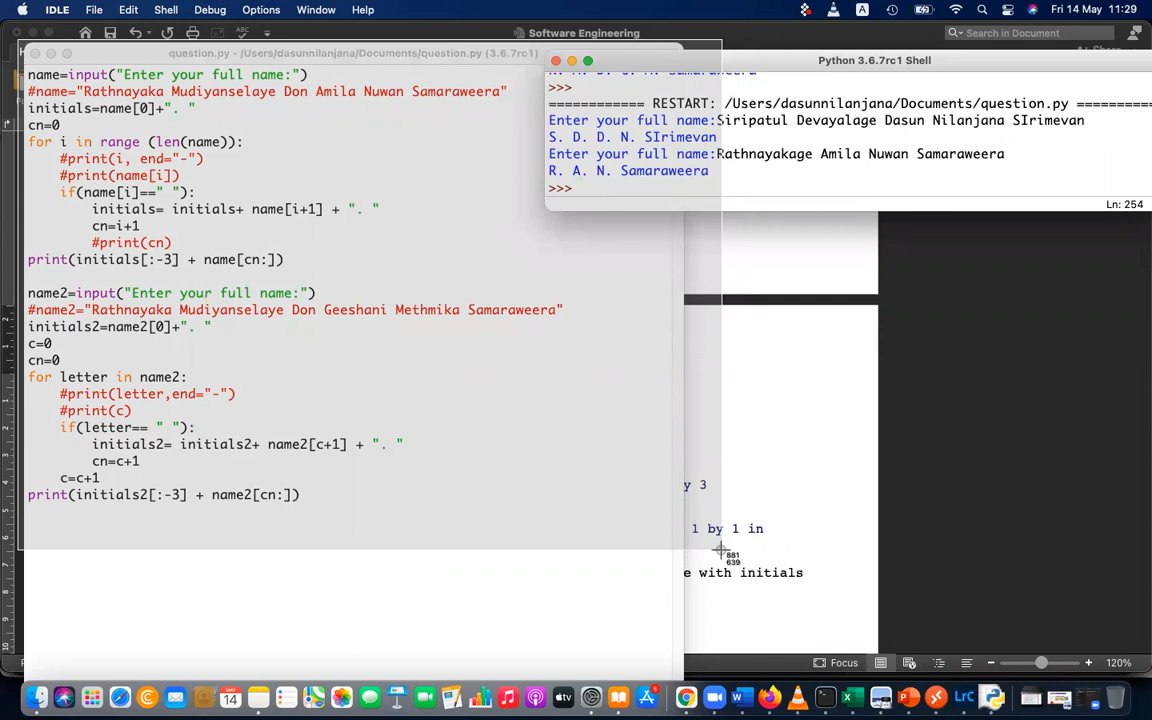 IDLE File Edit Shell Debug Options Window Help
A
Fri 14 May 11:29
Software Engineering
Search in Document
question.py - /Users/dasunnilanjana/Documents/question.py (3.6.7rc1)
name=input("Enter your full name:")
#name="Rathnayaka Mudiyanselaye Don Amila Nuwan Samaraweera"
initials=name[0]+". "
cn=0
for i in range (len(name)):
#print(i, end="-")
#print(name[i])
if(name[i]==" "):
initials= initials+ name[i+1] + ". "
cn=i+1
#print(cn)
print(initials[:-3] + name[cn:])
name2=input("Enter your full name:")
#name2="Rathnayaka Mudiyanselaye Don Geeshani Methmika Samaraweera"
initials2=name2[0]+". "
c=0
cn=0
for letter in name2:
#print(letter,end="-")
#print(c)
if(letter== " "):
initials2= initials2+ name2[c+1] + ". "
cn=c+1
c=c+1
print(initials2[:-3] + name2[cn:])
Python 3.6.7rc1 Shell
>>>
============ RESTART: /Users/dasunnilanjana/Documents/question.py ==========
Enter your full name:Siripatul Devayalage Dasun Nilanjana SIrimevan
S. D. D. N. SIrimevan
Enter your full name:Rathnayakage Amila Nuwan Samaraweera
R. A. N. Samaraweera
>>>
Ln: 254
y 3
1 by 1 in
881
639
e with initials
Focus
120%